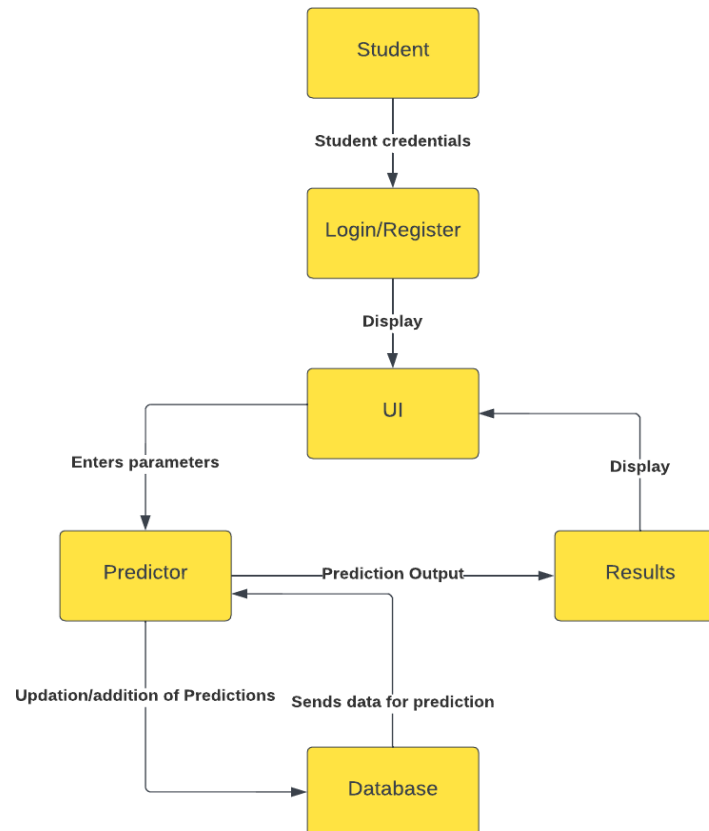 Student
Student credentials
Login/Register
Display
UI
Enters parameters
Display
Predictor
Prediction Output
Results
Updation/addition of Predictions
Sends data for prediction
Database